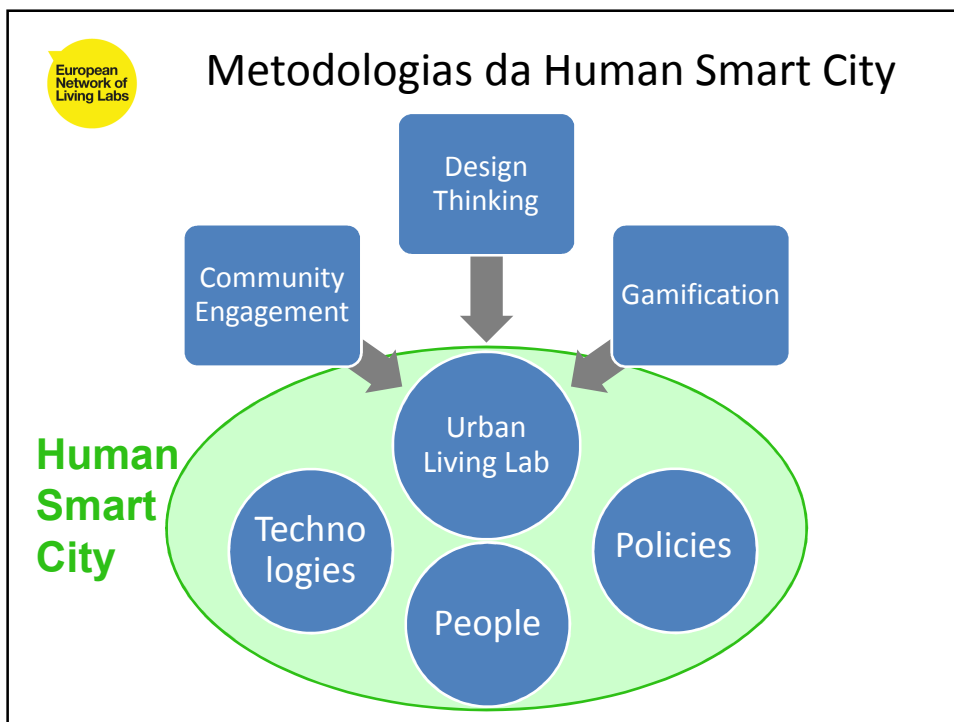 European
Network of
Living Labs
Metodologias da Human Smart City
Design
Thinking
Community
Engagement
Gamification
Urban
Living Lab
Human
Smart
City
Techno
logies
Policies
People